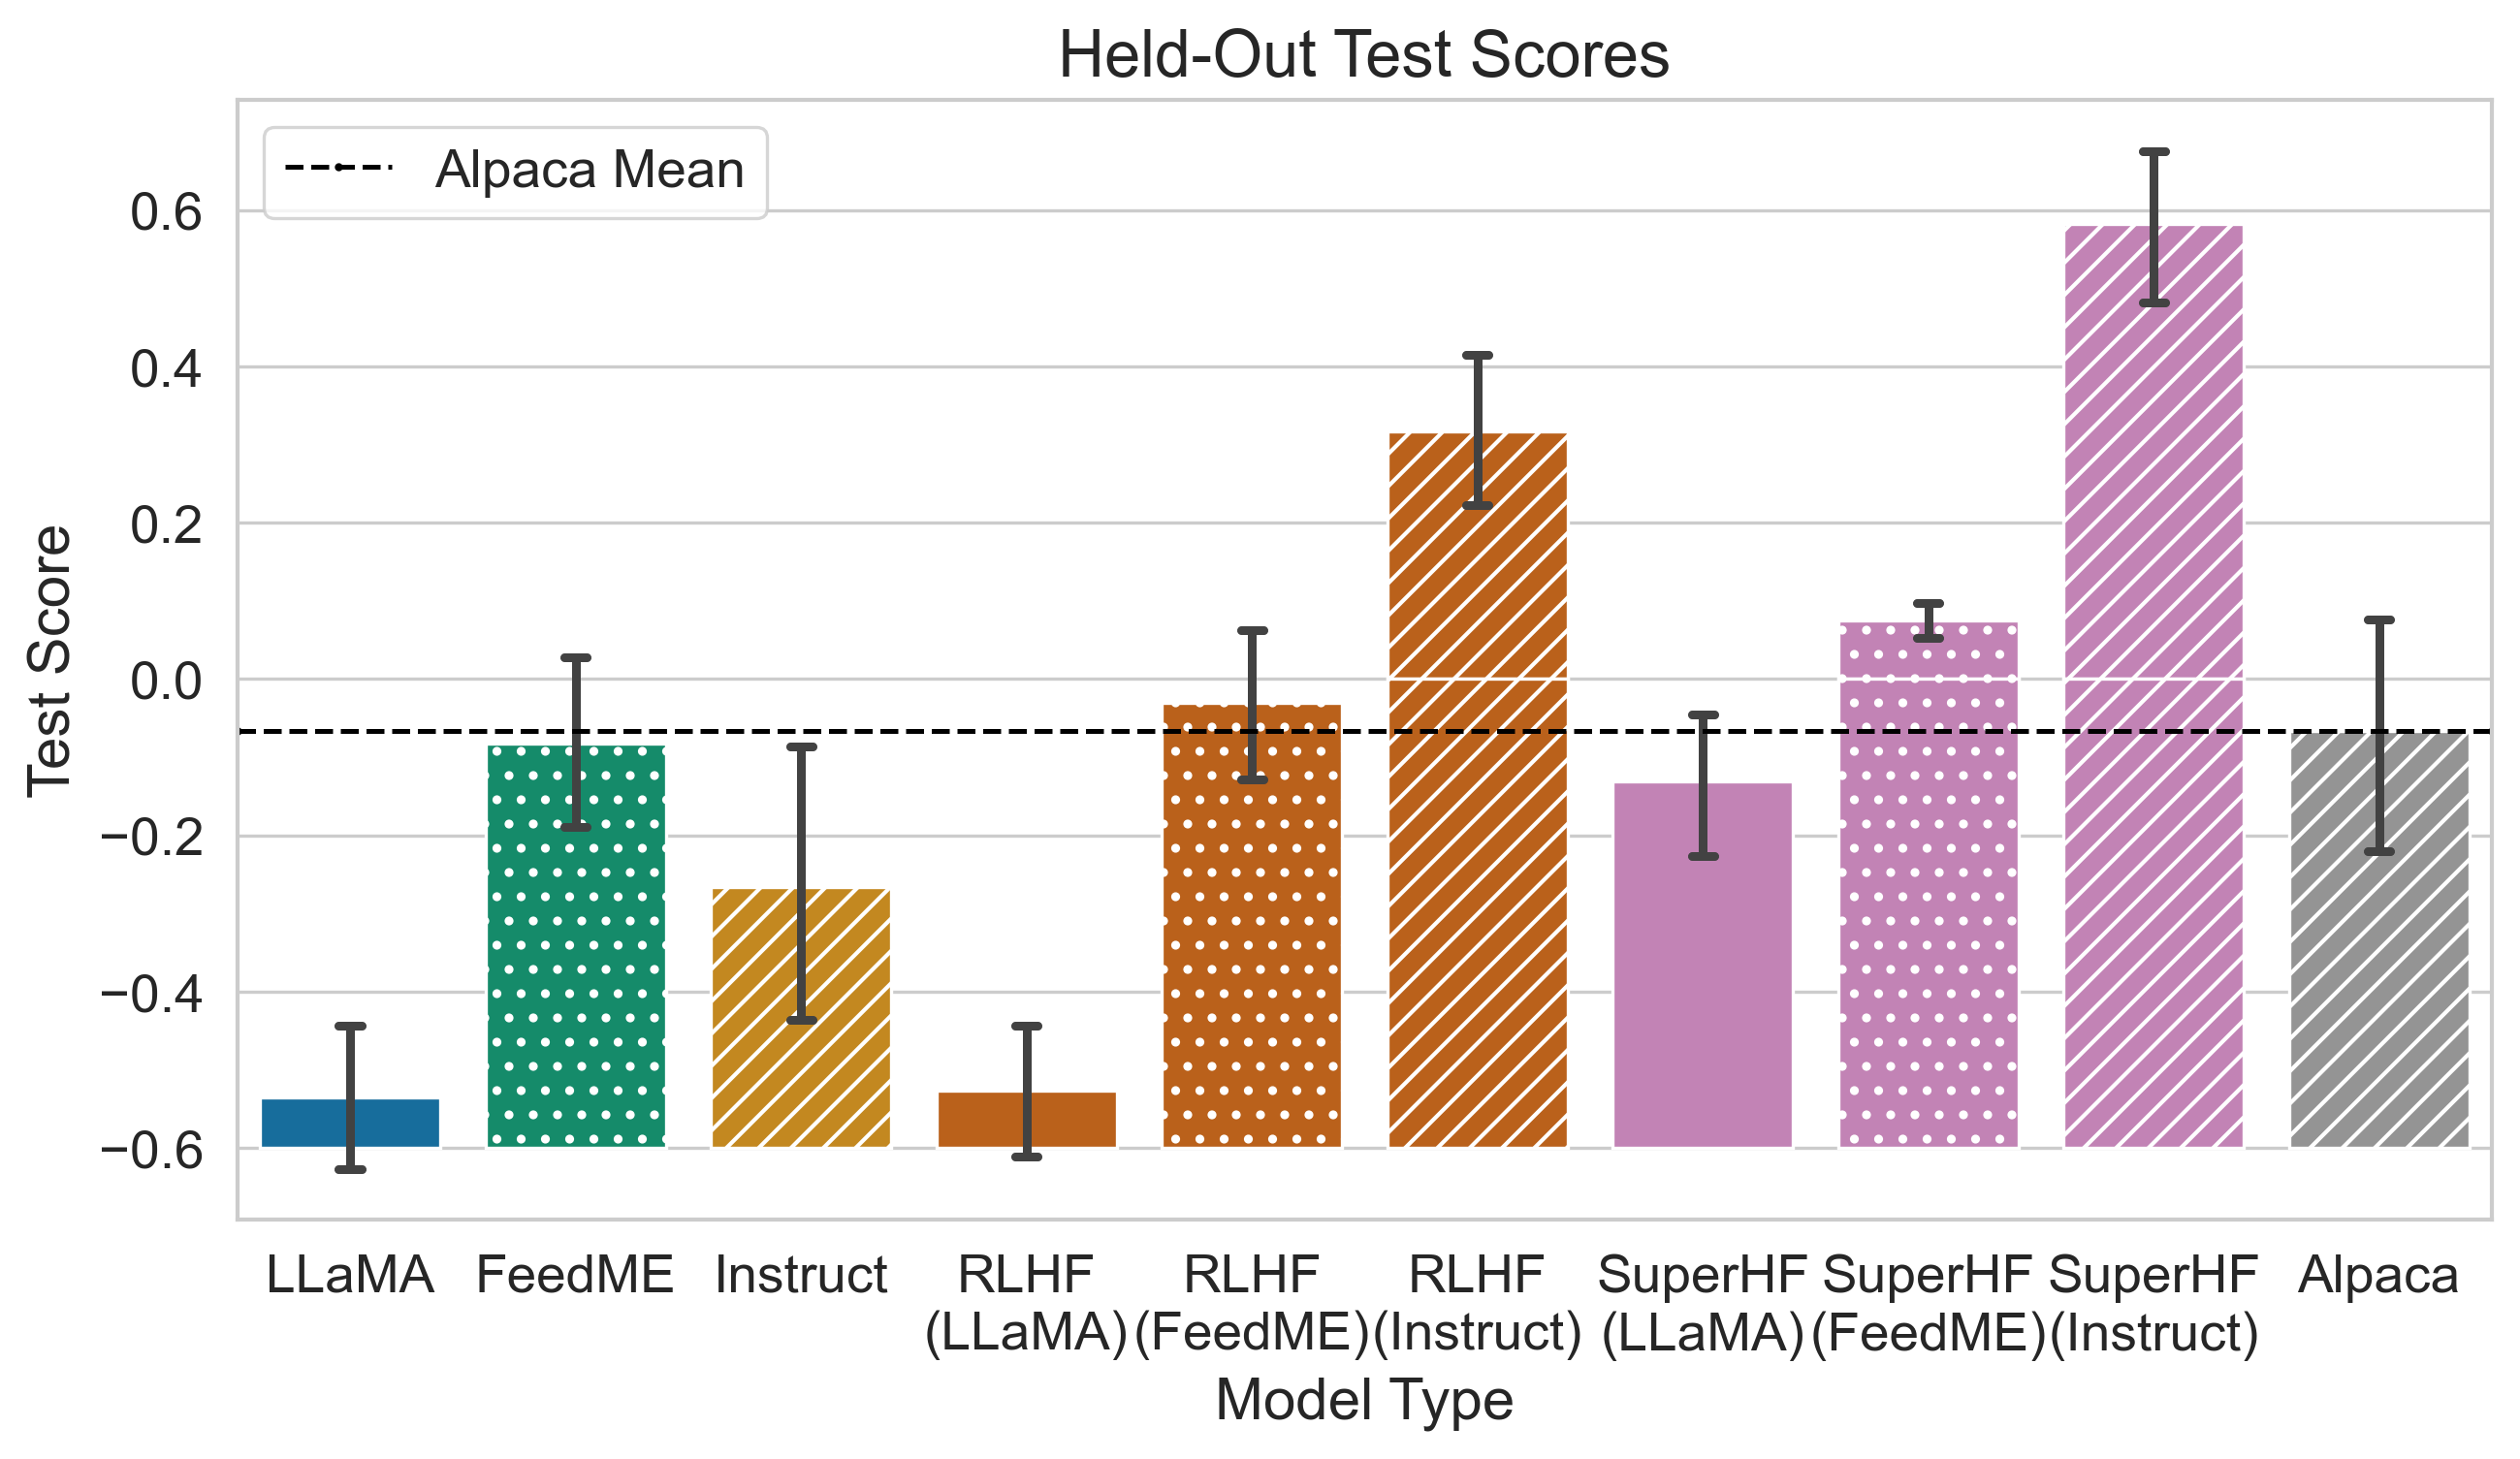 Held-Out Test Scores
Alpaca Mean
Test Score
0.6
0.4
0.2
0.0
−0.2
−0.4
−0.6
LLaMA
FeedME
Instruct
RLHF
(LLaMA)
RLHF
(FeedME)
RLHF
(Instruct)
SuperHF
(LLaMA)
SuperHF
(FeedME)
SuperHF
(Instruct)
Alpaca
Model Type